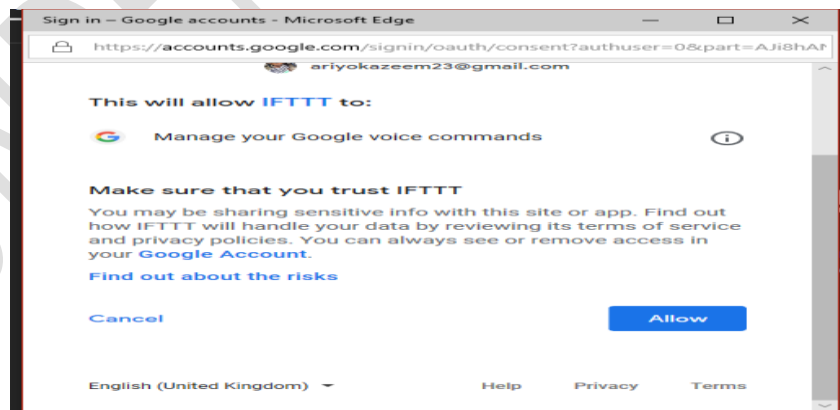 Sign in – Google accounts - Microsoft Edge
https://accounts.google.com/signin/oauth/consent?authuser=0&part=AJi8hAN
ariyokazeem23@gmail.com
This will allow IFTTT to:
Manage your Google voice commands
Make sure that you trust IFTTT
You may be sharing sensitive info with this site or app. Find out
how IFTTT will handle your data by reviewing its terms of service
and privacy policies. You can always see or remove access in
your Google Account.
Find out about the risks
Cancel
Allow
English (United Kingdom)
Help Privacy Terms